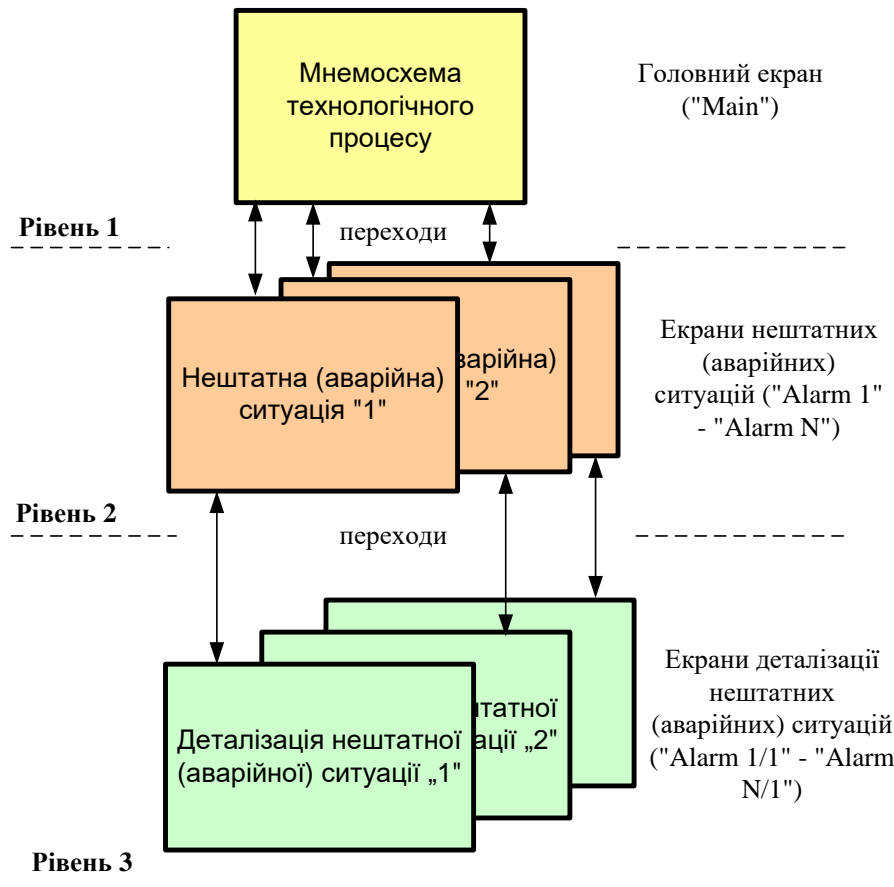 Мнемосхема
технологічного
процесу
Головний екран
("Main")
Рівень 1
переходи
Нештатна (аварійна)
ситуація "1"
варійна)
"2"
Екрани нештатних
(аварійних)
ситуацій ("Alarm 1"
- "Alarm N")
Рівень 2
переходи
Деталізація нештатної
(аварійної) ситуації „1"
татної
ації „2"
Екрани деталізації
нештатних
(аварійних) ситуацій
("Alarm 1/1" - "Alarm
N/1")
Рівень 3